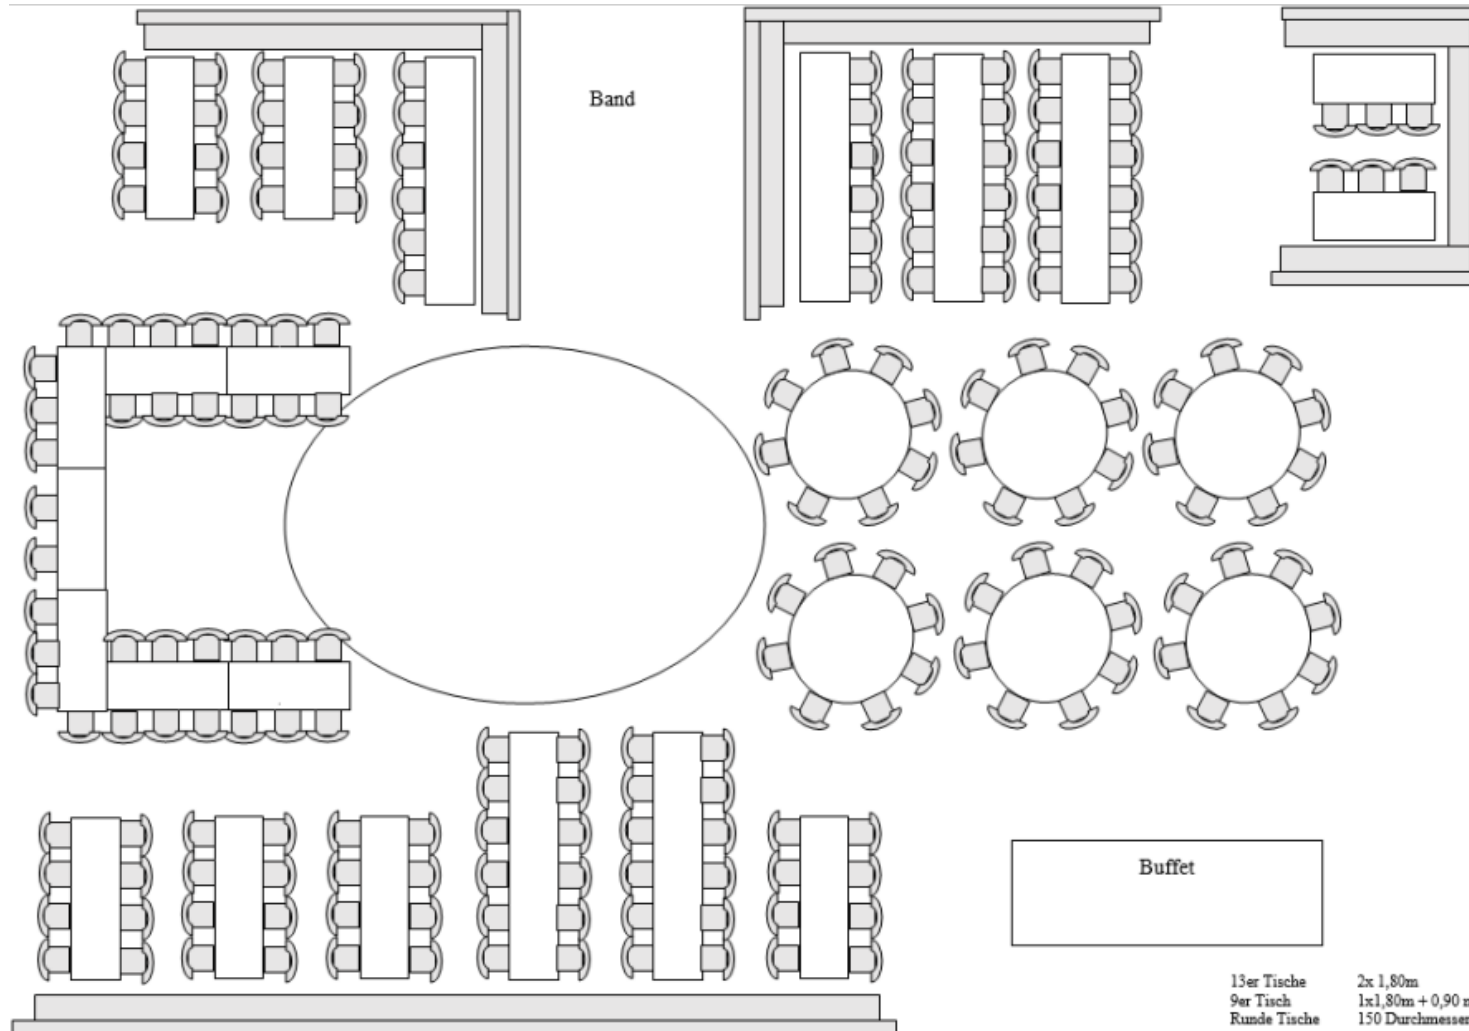 Band
Buffet
13er Tische 2x 1,80m
9er Tisch 1x1,80m + 0,90 m
Runde Tische 150 Durchmesser